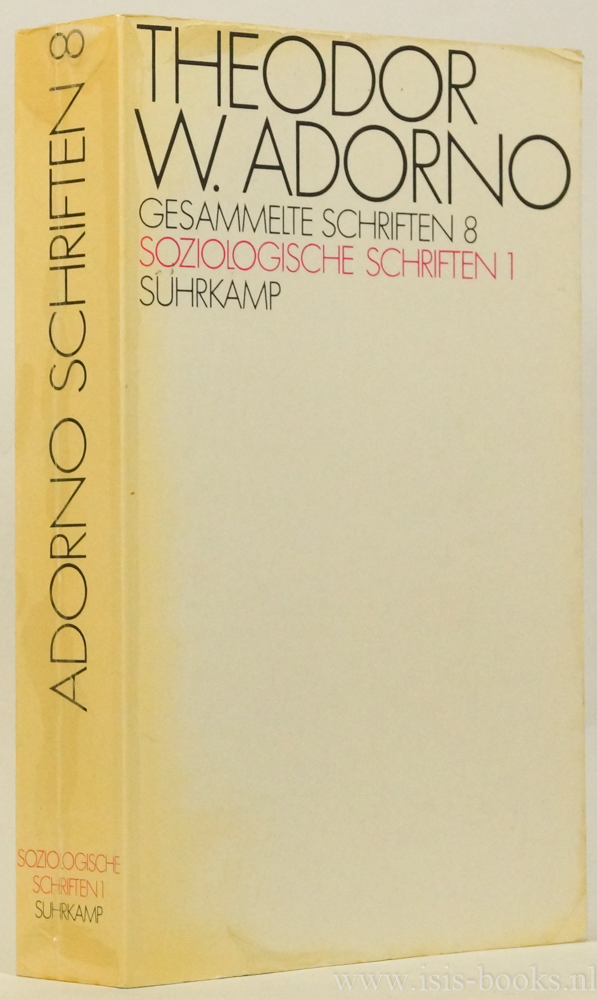 THEODOR
W. ADORNO
GESAMMELTE SCHRIFTEN 8
SOZIOLOGISCHE SCHRIFTEN 1
SUHRKAMP
ADORNO SCHRIFTEN 8
SOZIOLOGISCHE
SCHRIFTEN 1
SUHRKAMP
www.isis-books.nl